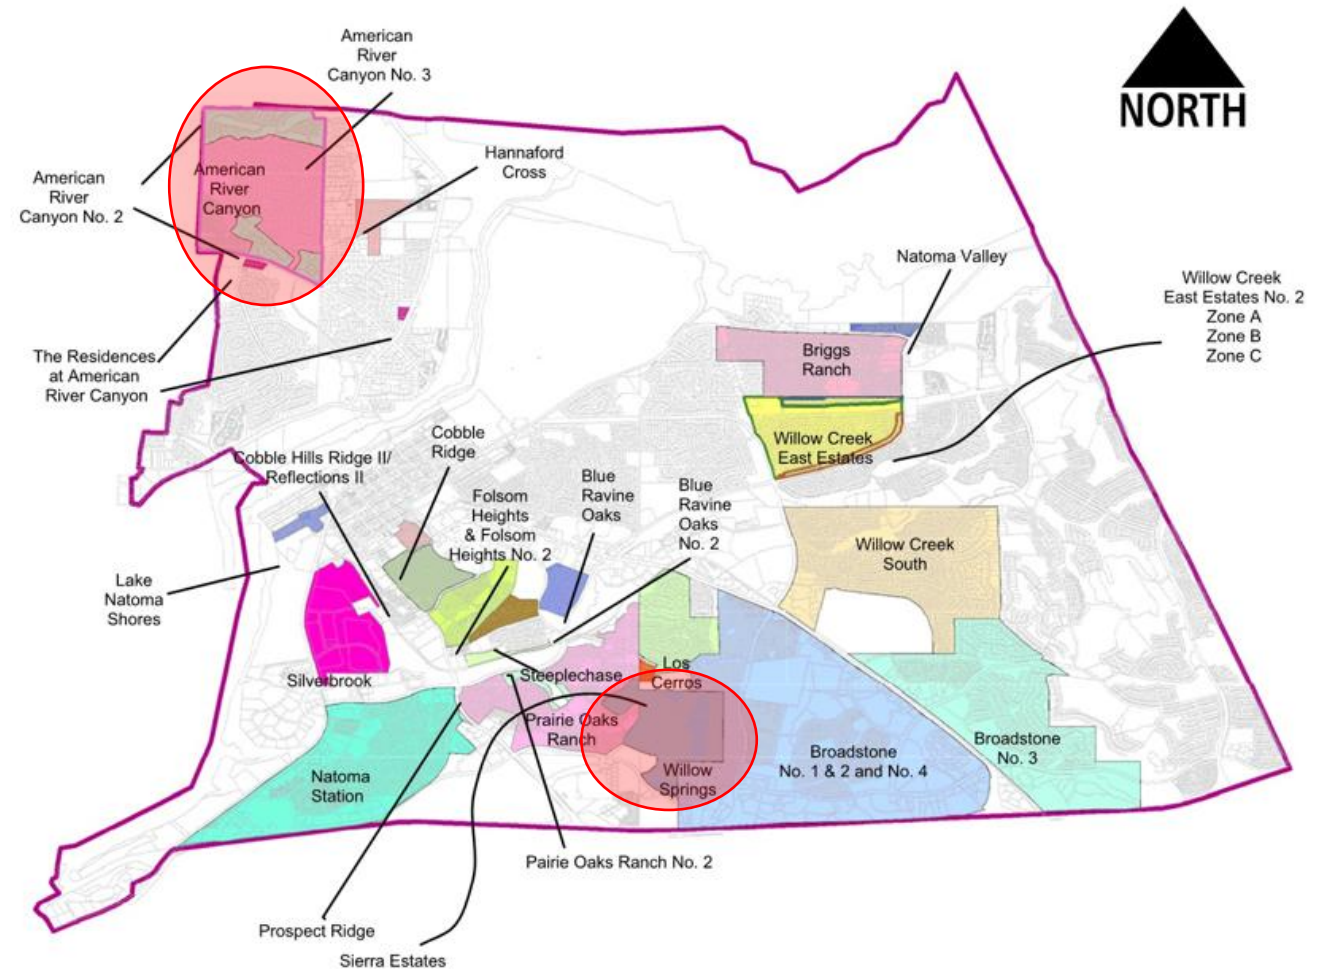 American
River
Canyon No. 3
NORTH
Hannaford
Cross
American
River
Canyon
American
River
Canyon No. 2
Natoma Valley
Willow Creek
East Estates No. 2
Zone A
Zone B
Zone C
The Residences
at American
River Canyon
Briggs
Ranch
Cobble
Ridge
Willow Creek
East Estates
Cobble Hills Ridge II/
Reflections II
Blue
Ravine
Oaks
Blue
Ravine
Oaks
No. 2
Folsom
Heights
& Folsom
Heights No. 2
Willow Creek
South
Lake
Natoma
Shores
Los
Cerros
Steeplechase
Silverbrook
Prairie Oaks
Ranch
Broadstone
No. 3
Broadstone
No. 1 & 2 and No. 4
Natoma
Station
Willow
Springs
Pairie Oaks Ranch No. 2
Prospect Ridge
Sierra Estates